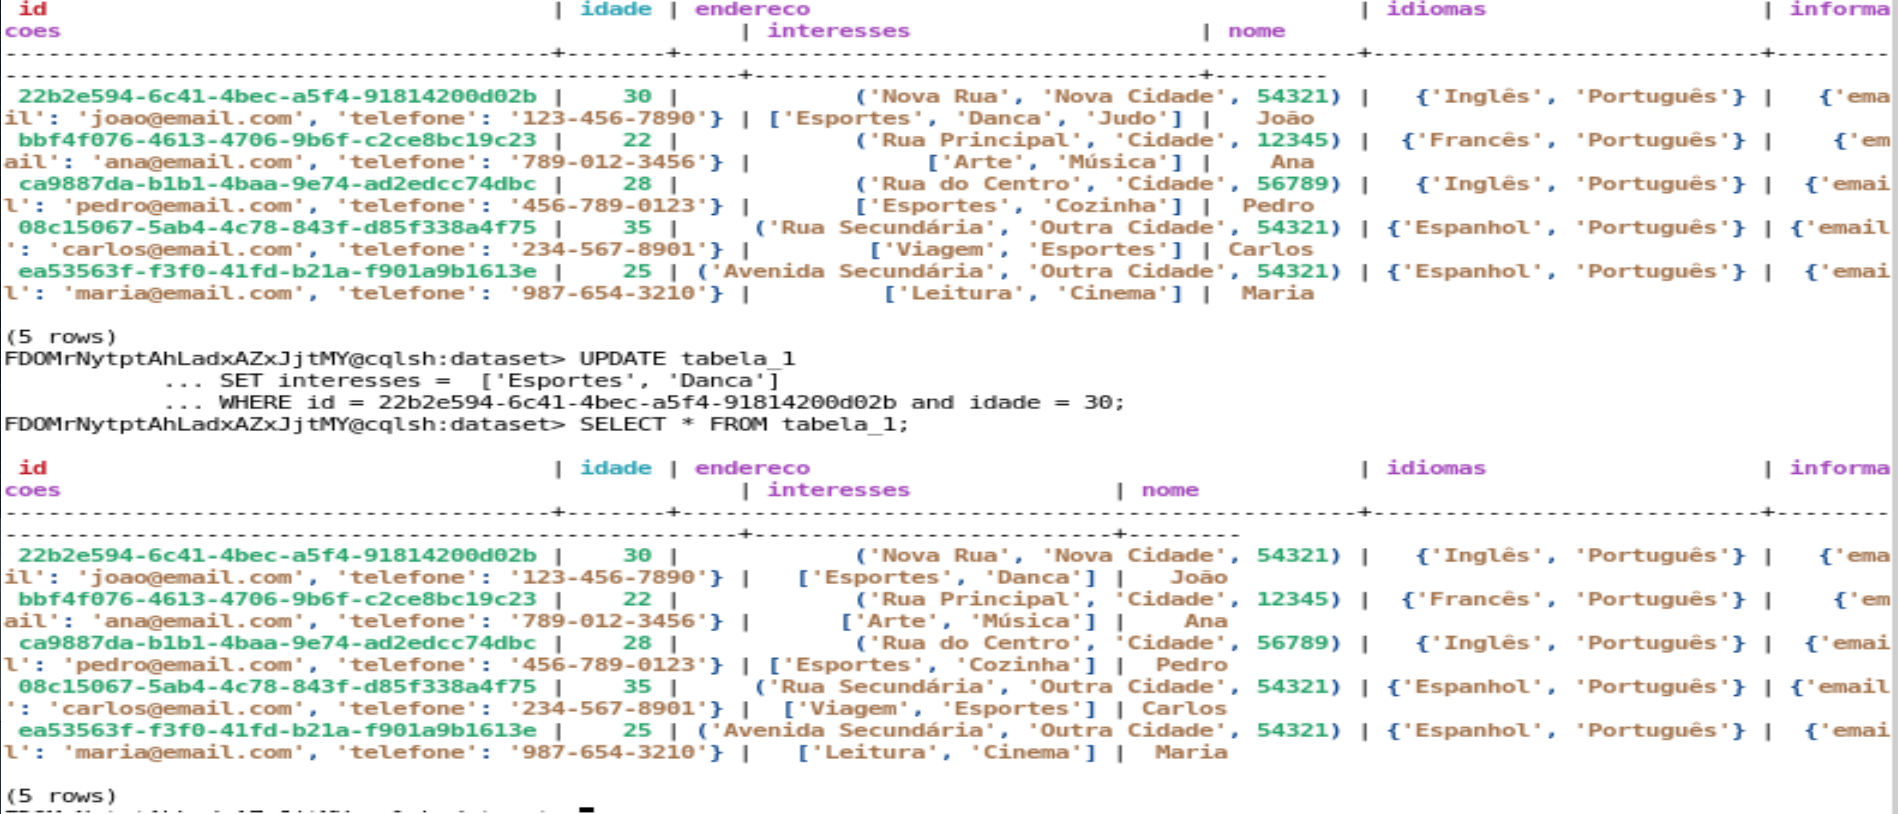 id | idade | endereco | idiomas | informa
coes | interesses | nome
--------------------------------------+-------+-----------------------------------------------+---------------------------+--------
---------------------------------------------------+-------------------------------+--------
22b2e594-6c41-4bec-a5f4-91814200d02b | 30 | ('Nova Rua', 'Nova Cidade', 54321) | {'Inglês', 'Português'} | {'ema
il': 'joao@email.com', 'telefone': '123-456-7890'} | ['Esportes', 'Danca', 'Judo'] | João
bbf4f076-4613-4706-9b6f-c2ce8bc19c23 | 22 | ('Rua Principal', 'Cidade', 12345) | {'Francês', 'Português'} | {'em
ail': 'ana@email.com', 'telefone': '789-012-3456'} | ['Arte', 'Música'] | Ana
ca9887da-b1b1-4baa-9e74-ad2edcc74dbc | 28 | ('Rua do Centro', 'Cidade', 56789) | {'Inglês', 'Português'} | {'emai
l': 'pedro@email.com', 'telefone': '456-789-0123'} | ['Esportes', 'Cozinha'] | Pedro
08c15067-5ab4-4c78-843f-d85f338a4f75 | 35 | ('Rua Secundária', 'Outra Cidade', 54321) | {'Espanhol', 'Português'} | {'email
': 'carlos@email.com', 'telefone': '234-567-8901'} | ['Viagem', 'Esportes'] | Carlos
ea53563f-f3f0-41fd-b21a-f901a9b1613e | 25 | ('Avenida Secundária', 'Outra Cidade', 54321) | {'Espanhol', 'Português'} | {'emai
l': 'maria@email.com', 'telefone': '987-654-3210'} | ['Leitura', 'Cinema'] | Maria
(5 rows)
FDOMrNytptAhLadxAZxJjtMY@cqlsh:dataset> UPDATE tabela_1
... SET interesses =  ['Esportes', 'Danca']
... WHERE id = 22b2e594-6c41-4bec-a5f4-91814200d02b and idade = 30;
FDOMrNytptAhLadxAZxJjtMY@cqlsh:dataset> SELECT * FROM tabela_1;
id | idade | endereco | idiomas | informa
coes | interesses | nome
--------------------------------------+-------+-----------------------------------------------+---------------------------+--------
---------------------------------------------------+-------------------------+--------
22b2e594-6c41-4bec-a5f4-91814200d02b | 30 | ('Nova Rua', 'Nova Cidade', 54321) | {'Inglês', 'Português'} | {'ema
il': 'joao@email.com', 'telefone': '123-456-7890'} | ['Esportes', 'Danca'] | João
bbf4f076-4613-4706-9b6f-c2ce8bc19c23 | 22 | ('Rua Principal', 'Cidade', 12345) | {'Francês', 'Português'} | {'em
ail': 'ana@email.com', 'telefone': '789-012-3456'} | ['Arte', 'Música'] | Ana
ca9887da-b1b1-4baa-9e74-ad2edcc74dbc | 28 | ('Rua do Centro', 'Cidade', 56789) | {'Inglês', 'Português'} | {'emai
l': 'pedro@email.com', 'telefone': '456-789-0123'} | ['Esportes', 'Cozinha'] | Pedro
08c15067-5ab4-4c78-843f-d85f338a4f75 | 35 | ('Rua Secundária', 'Outra Cidade', 54321) | {'Espanhol', 'Português'} | {'email
': 'carlos@email.com', 'telefone': '234-567-8901'} | ['Viagem', 'Esportes'] | Carlos
ea53563f-f3f0-41fd-b21a-f901a9b1613e | 25 | ('Avenida Secundária', 'Outra Cidade', 54321) | {'Espanhol', 'Português'} | {'emai
l': 'maria@email.com', 'telefone': '987-654-3210'} | ['Leitura', 'Cinema'] | Maria
(5 rows)